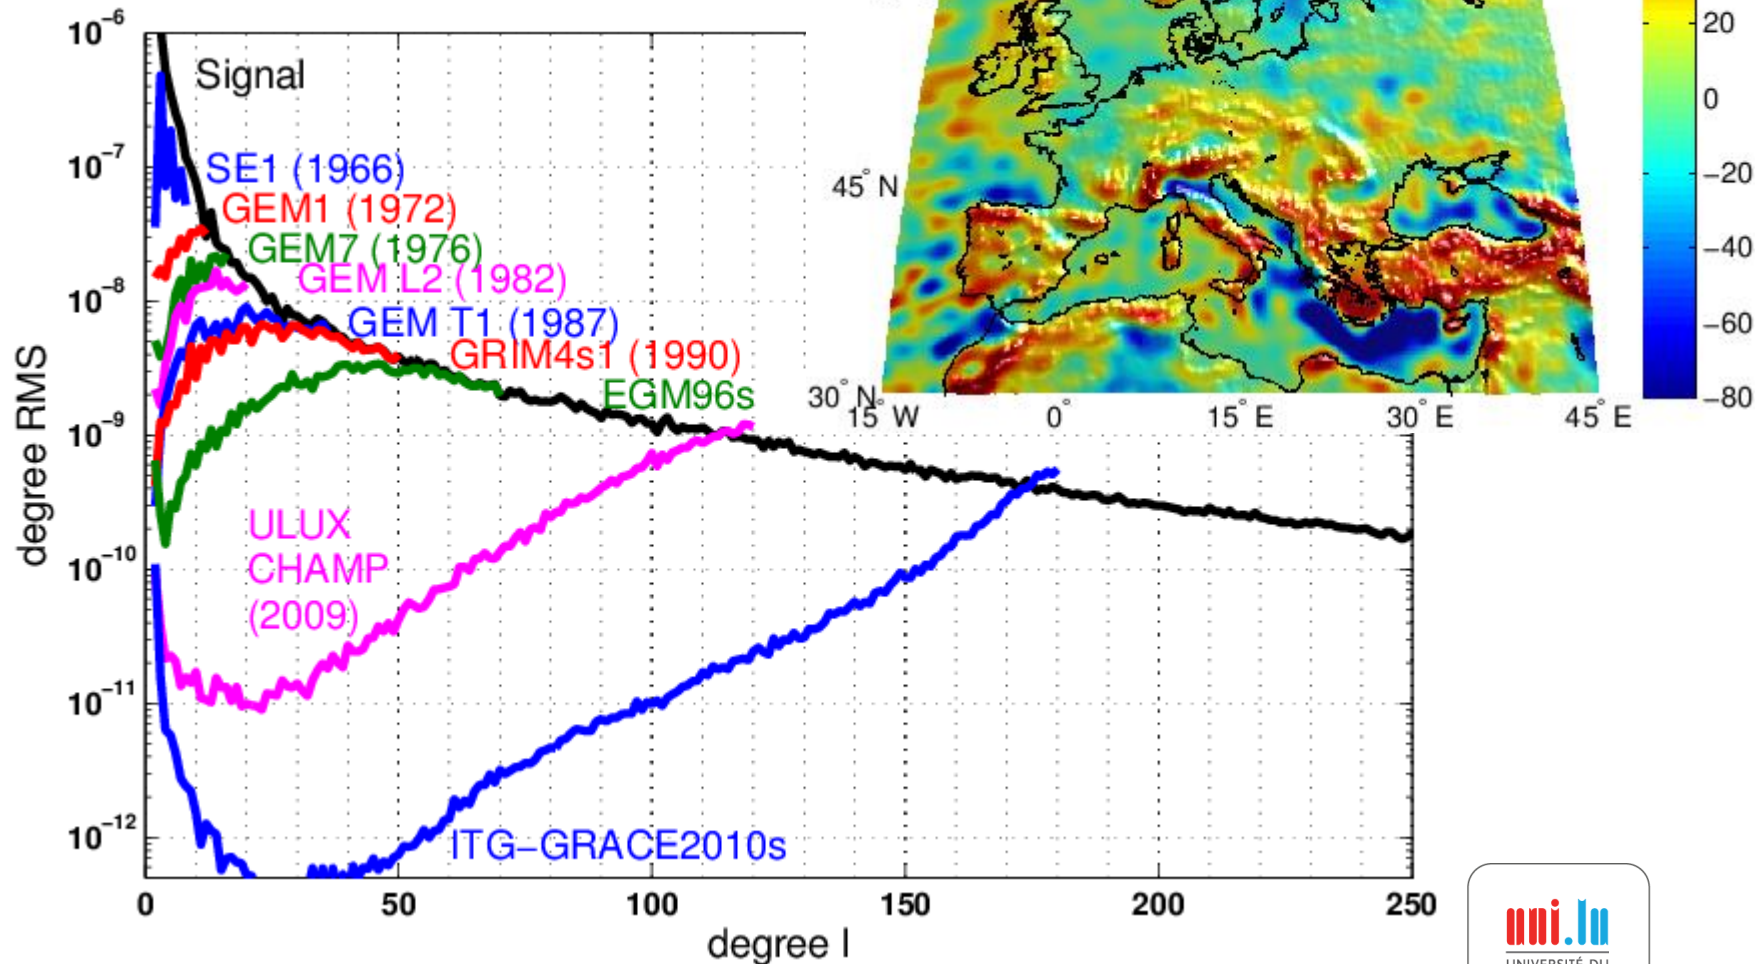 10−6
10−7
10−8
10−9
10−10
10−11
10−12
degree RMS
Signal
SE1 (1966)
GEM1 (1972)
GEM7 (1976)
GEM L2 (1982)
GEM T1 (1987)
GRIM4s1 (1990)
EGM96s
ULUX
CHAMP
(2009)
ITG−GRACE2010s
0 50 100 150 200 250
degree l
45° N
30° N
15° W 0° 15° E 30° E 45° E
20
0
−20
−40
−60
−80
uni.lu